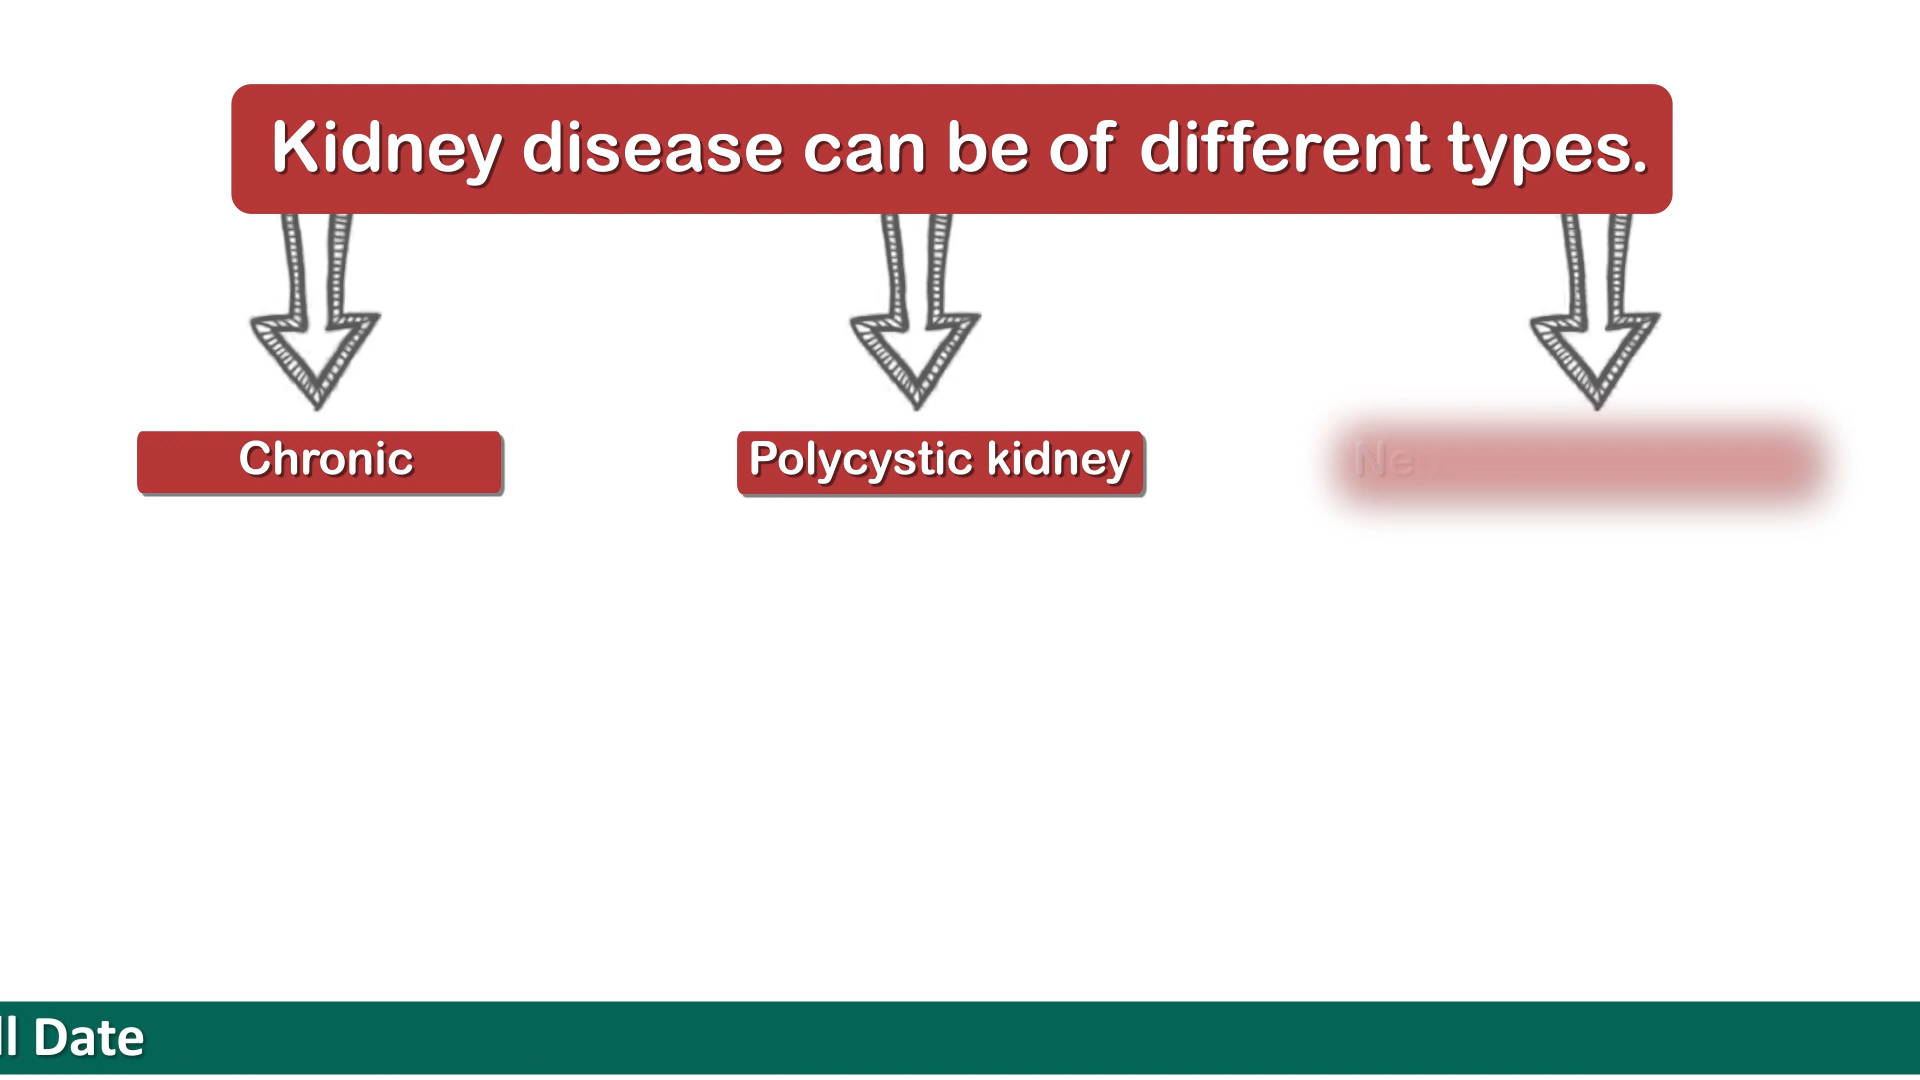 Kidney disease can be of different types.
Chronic
Polycystic kidney
ll Date